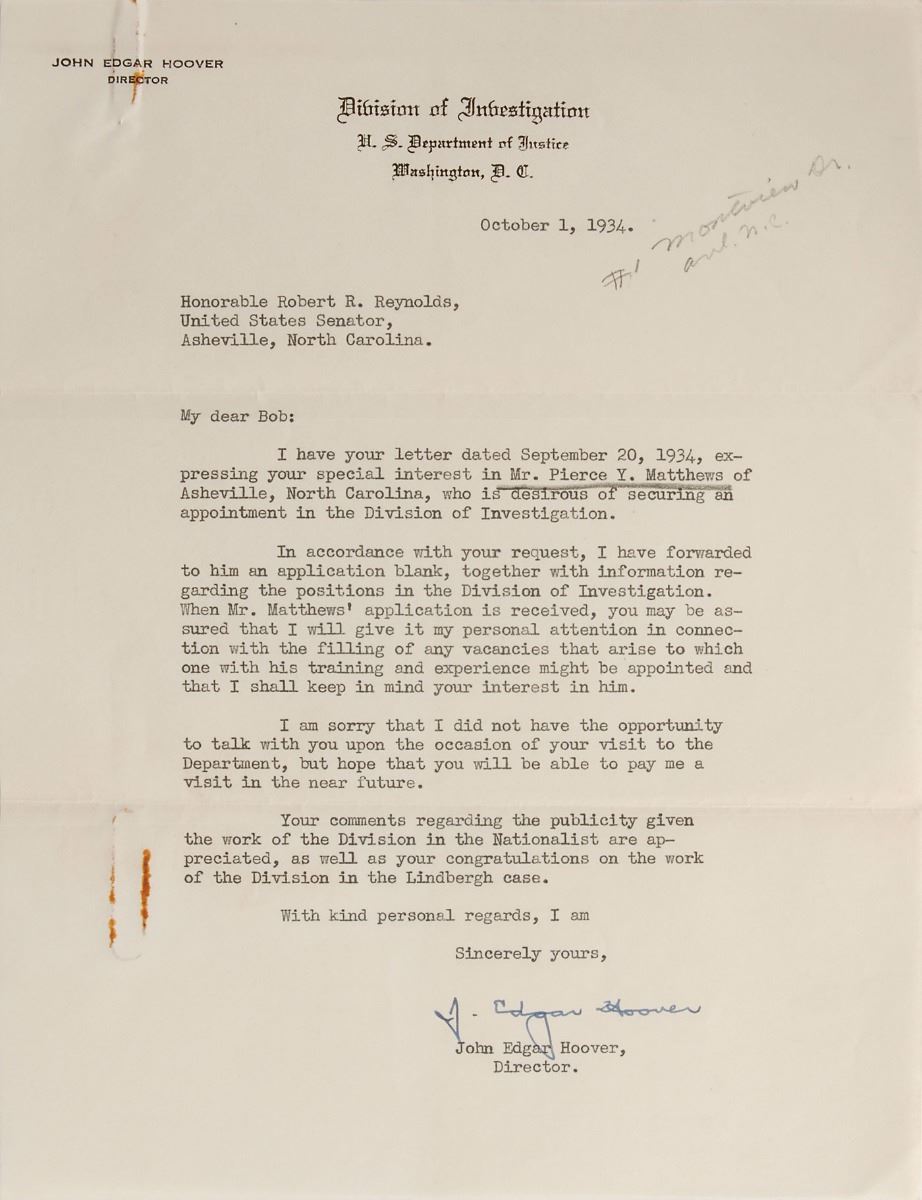 JOHN EDGAR HOOVER
DIRECTOR
Division of Investigation
U. S. Department of Justice
Washington, D. C.
October 1, 1934.
#1 Montview Dr.
avl. N.C.
Honorable Robert R. Reynolds,
United States Senator,
Asheville, North Carolina.
My dear Bob:
I have your letter dated September 20, 1934, ex-
pressing your special interest in Mr. Pierce Y. Matthews of
Asheville, North Carolina, who is desirous of securing an
appointment in the Division of Investigation.
In accordance with your request, I have forwarded
to him an application blank, together with information re-
garding the positions in the Division of Investigation.
When Mr. Matthews' application is received, you may be as-
sured that I will give it my personal attention in connec-
tion with the filling of any vacancies that arise to which
one with his training and experience might be appointed and
that I shall keep in mind your interest in him.
I am sorry that I did not have the opportunity
to talk with you upon the occasion of your visit to the
Department, but hope that you will be able to pay me a
visit in the near future.
Your comments regarding the publicity given
the work of the Division in the Nationalist are ap-
preciated, as well as your congratulations on the work
of the Division in the Lindbergh case.
With kind personal regards, I am
Sincerely yours,
J. Edgar Hoover
John Edgar Hoover,
Director.